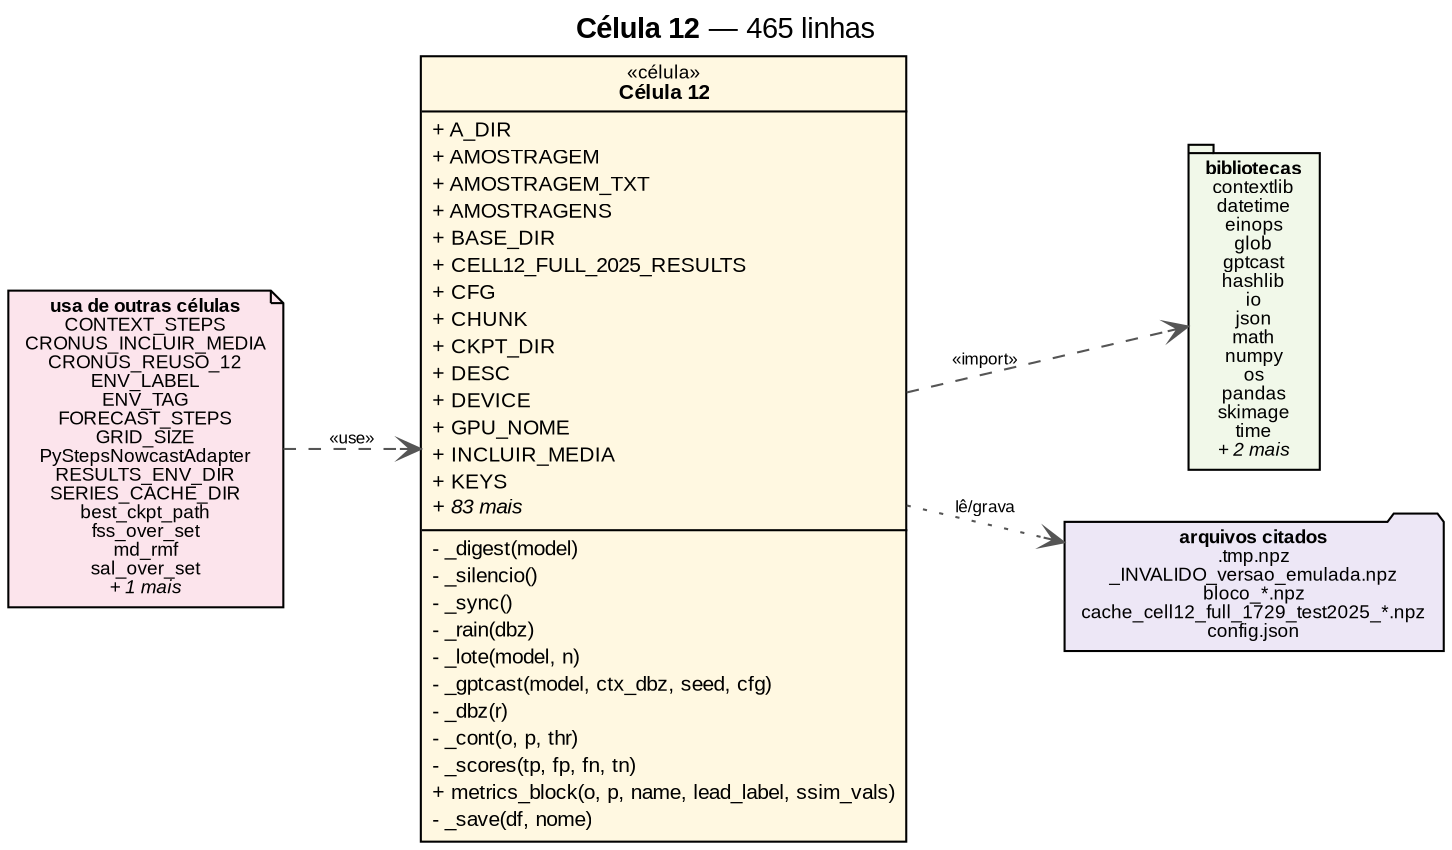 Célula 12 — 465 linhas
usa de outras células
CONTEXT_STEPS
CRONUS_INCLUIR_MEDIA
CRONUS_REUSO_12
ENV_LABEL
ENV_TAG
FORECAST_STEPS
GRID_SIZE
PyStepsNowcastAdapter
RESULTS_ENV_DIR
SERIES_CACHE_DIR
best_ckpt_path
fss_over_set
md_rmf
sal_over_set
+ 1 mais
«use»
«célula»
Célula 12
+ A_DIR
+ AMOSTRAGEM
+ AMOSTRAGEM_TXT
+ AMOSTRAGENS
+ BASE_DIR
+ CELL12_FULL_2025_RESULTS
+ CFG
+ CHUNK
+ CKPT_DIR
+ DESC
+ DEVICE
+ GPU_NOME
+ INCLUIR_MEDIA
+ KEYS
+ 83 mais
- _digest(model)
- _silencio()
- _sync()
- _rain(dbz)
- _lote(model, n)
- _gptcast(model, ctx_dbz, seed, cfg)
- _dbz(r)
- _cont(o, p, thr)
- _scores(tp, fp, fn, tn)
+ metrics_block(o, p, name, lead_label, ssim_vals)
- _save(df, nome)
«import»
bibliotecas
contextlib
datetime
einops
glob
gptcast
hashlib
io
json
math
numpy
os
pandas
skimage
time
+ 2 mais
lê/grava
arquivos citados
.tmp.npz
_INVALIDO_versao_emulada.npz
bloco_*.npz
cache_cell12_full_1729_test2025_*.npz
config.json